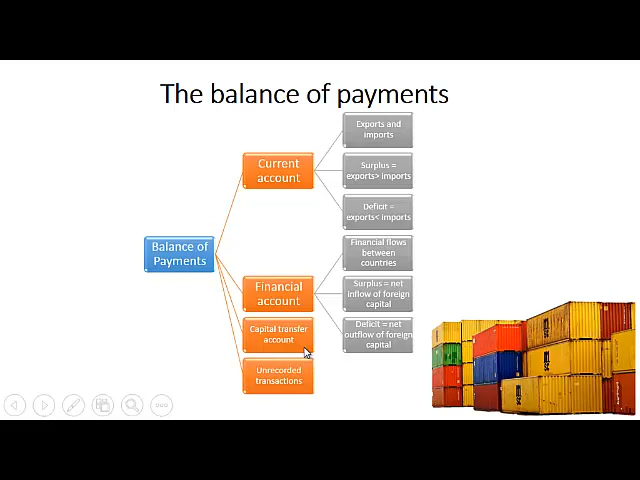 The balance of payments
Balance of
Payments
Current
account
Exports and
imports
Surplus =
exports> imports
Deficit =
exports< imports
Financial
account
Financial flows
between
countries
Surplus = net
inflow of foreign
capital
Deficit = net
outflow of foreign
capital
Capital transfer
account
Unrecorded
transactions